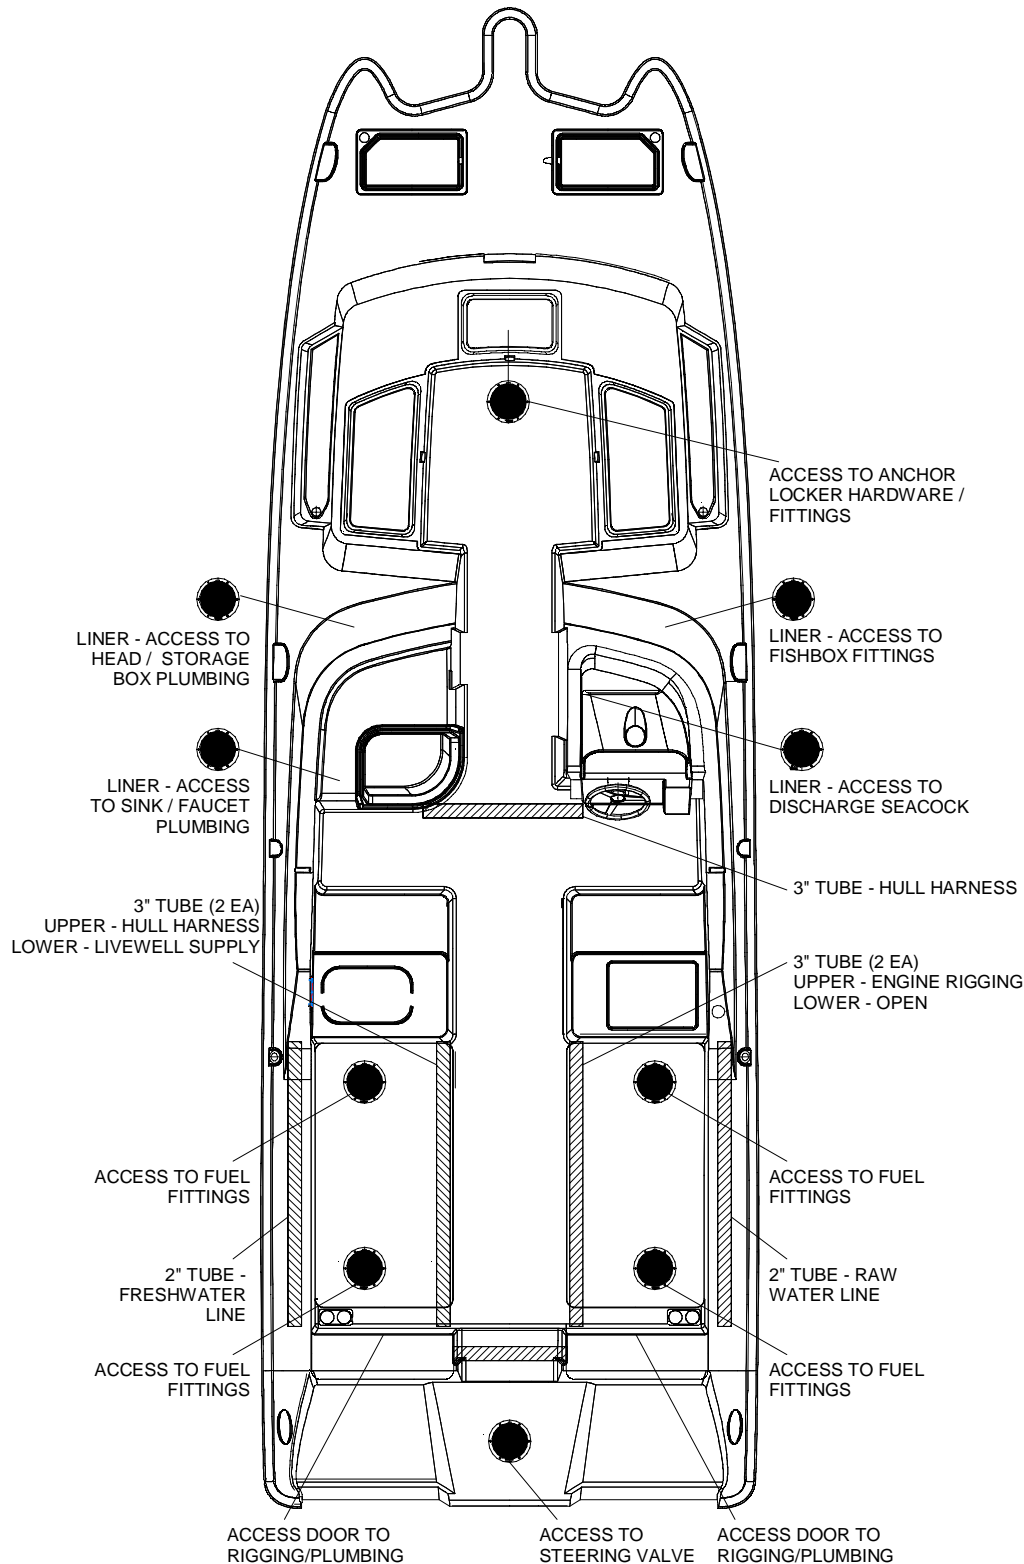 ACCESS TO ANCHOR
LOCKER HARDWARE /
FITTINGS
LINER - ACCESS TO
HEAD / STORAGE
BOX PLUMBING
LINER - ACCESS TO
FISHBOX FITTINGS
LINER - ACCESS
TO SINK / FAUCET
PLUMBING
LINER - ACCESS TO
DISCHARGE SEACOCK
3" TUBE - HULL HARNESS
3" TUBE (2 EA)
UPPER - HULL HARNESS
LOWER - LIVEWELL SUPPLY
3" TUBE (2 EA)
UPPER - ENGINE RIGGING
LOWER - OPEN
ACCESS TO FUEL
FITTINGS
ACCESS TO FUEL
FITTINGS
2" TUBE -
FRESHWATER
LINE
2" TUBE - RAW
WATER LINE
ACCESS TO FUEL
FITTINGS
ACCESS TO FUEL
FITTINGS
ACCESS DOOR TO
RIGGING/PLUMBING
ACCESS TO
STEERING VALVE
ACCESS DOOR TO
RIGGING/PLUMBING